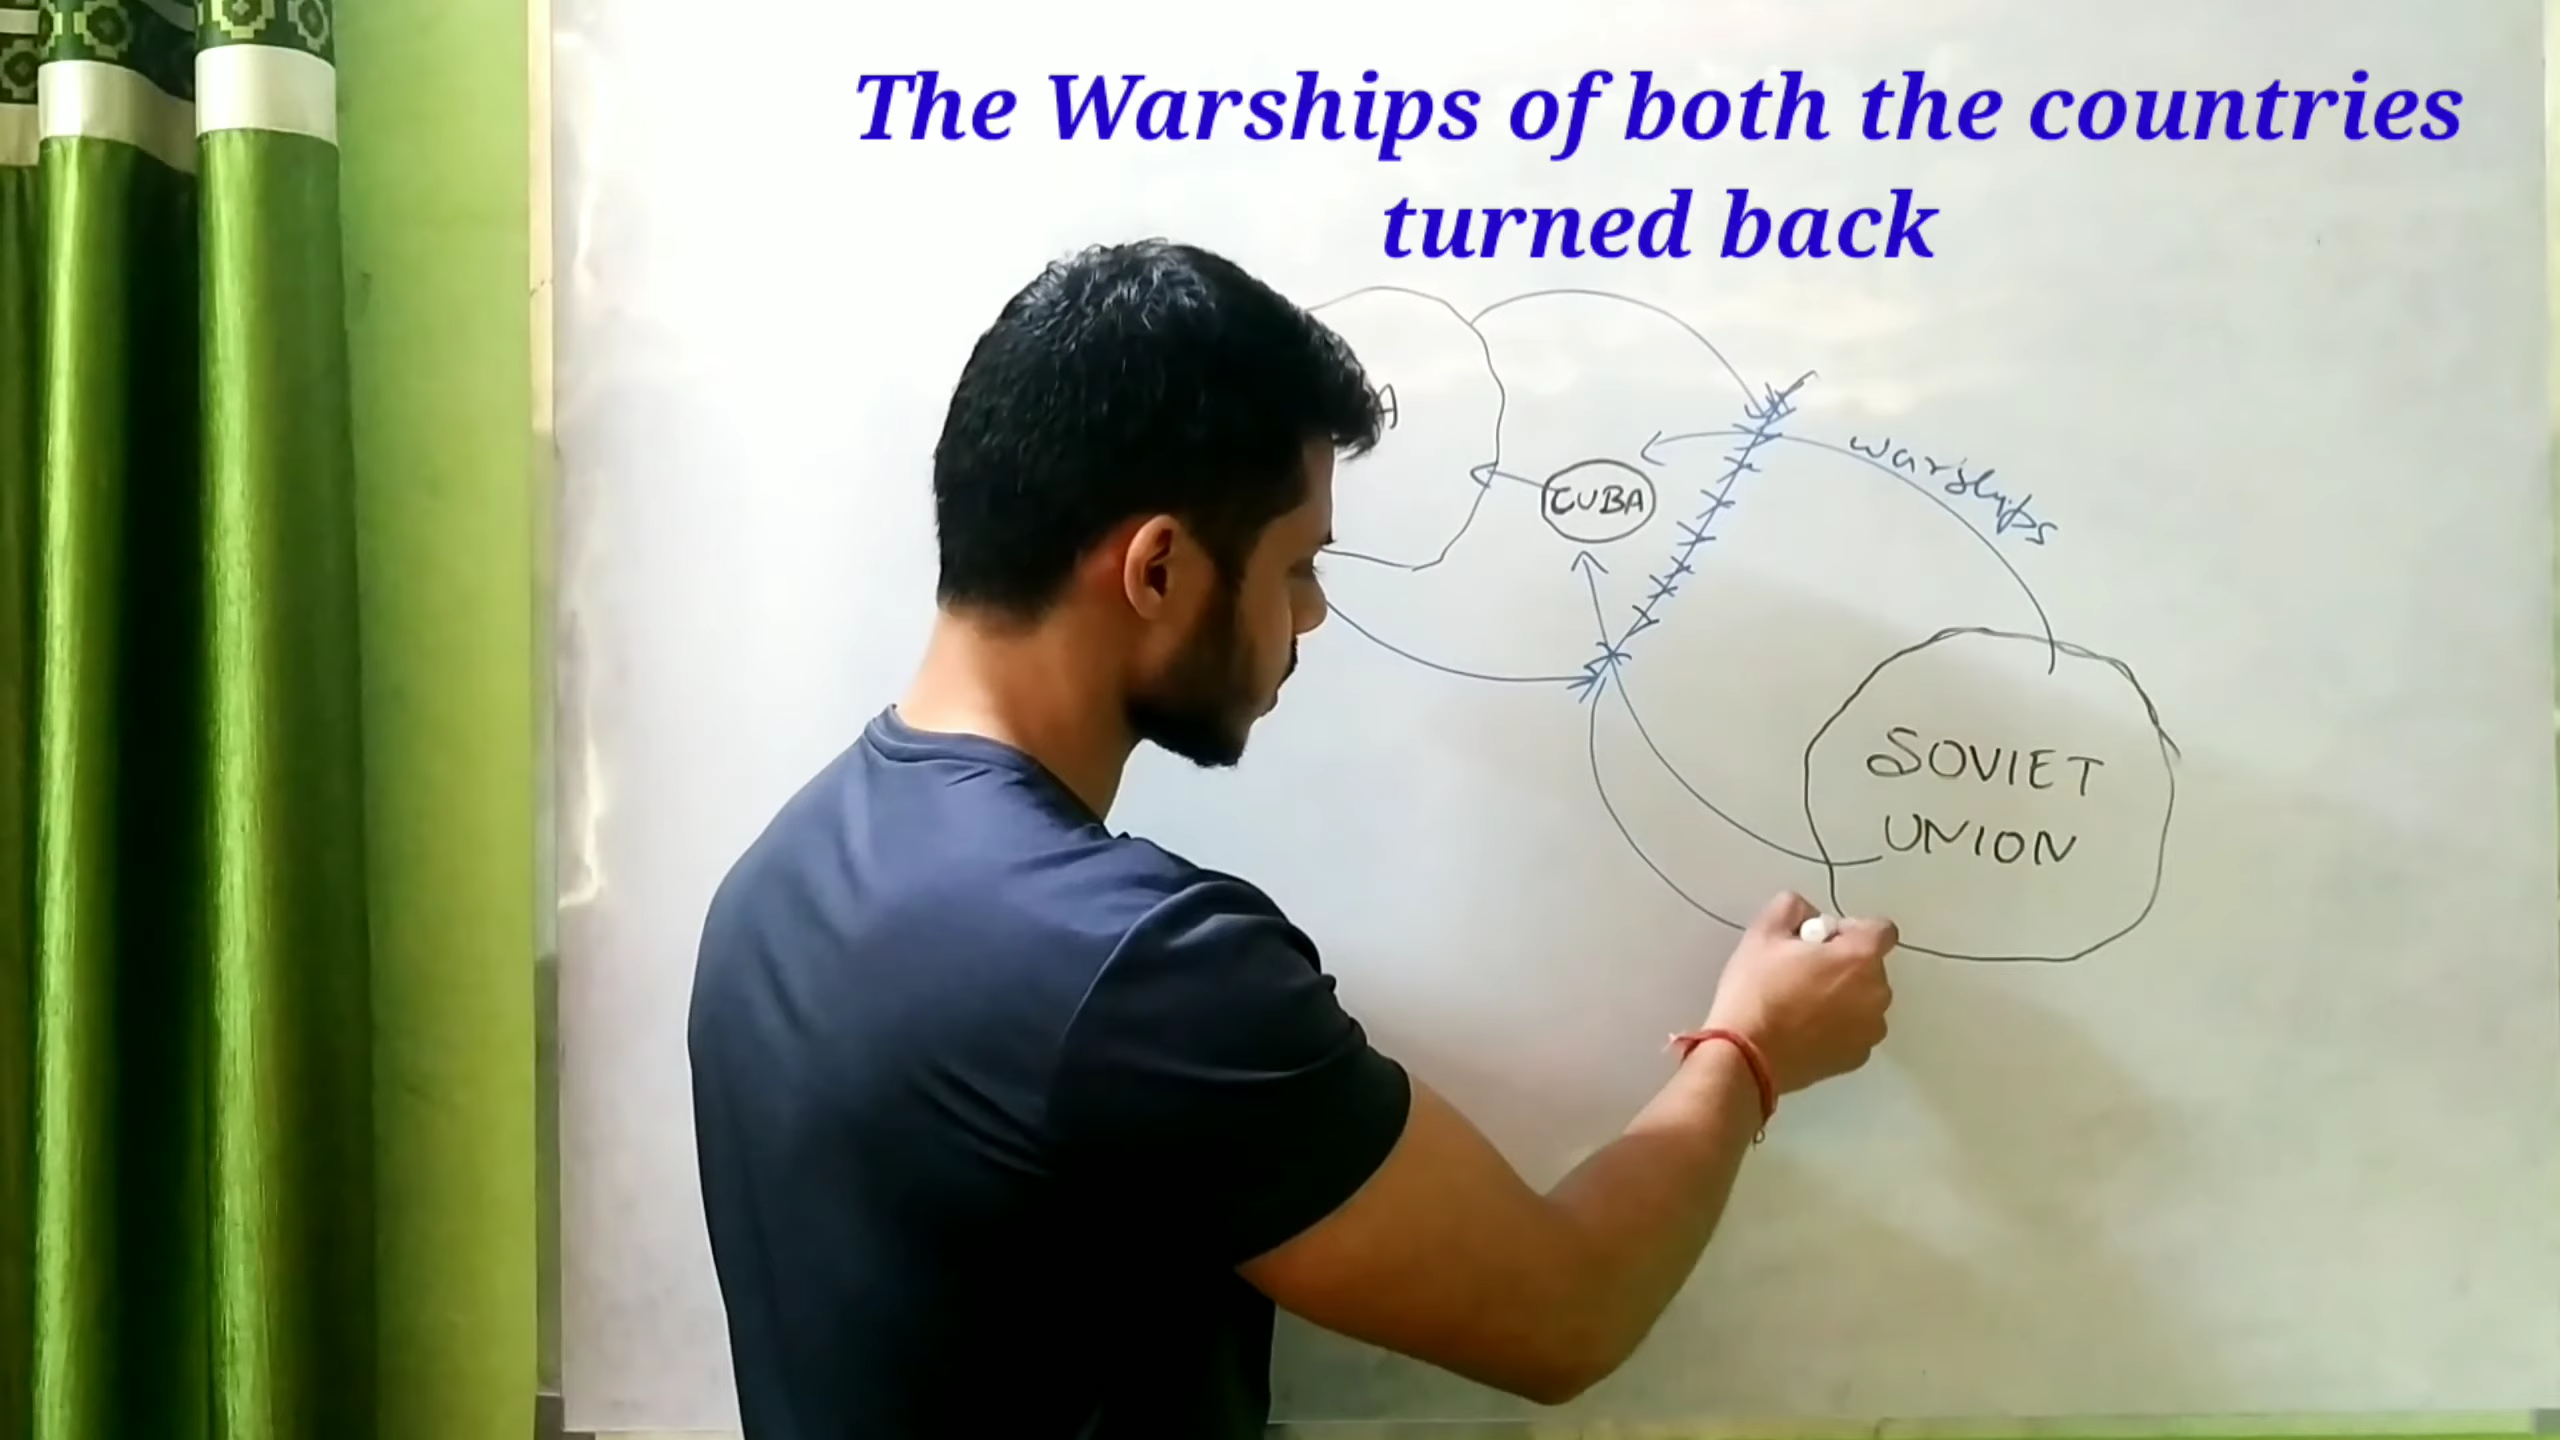 The Warships of both the countries
turned back
A
CUBA
warships
SOVIET
UNION